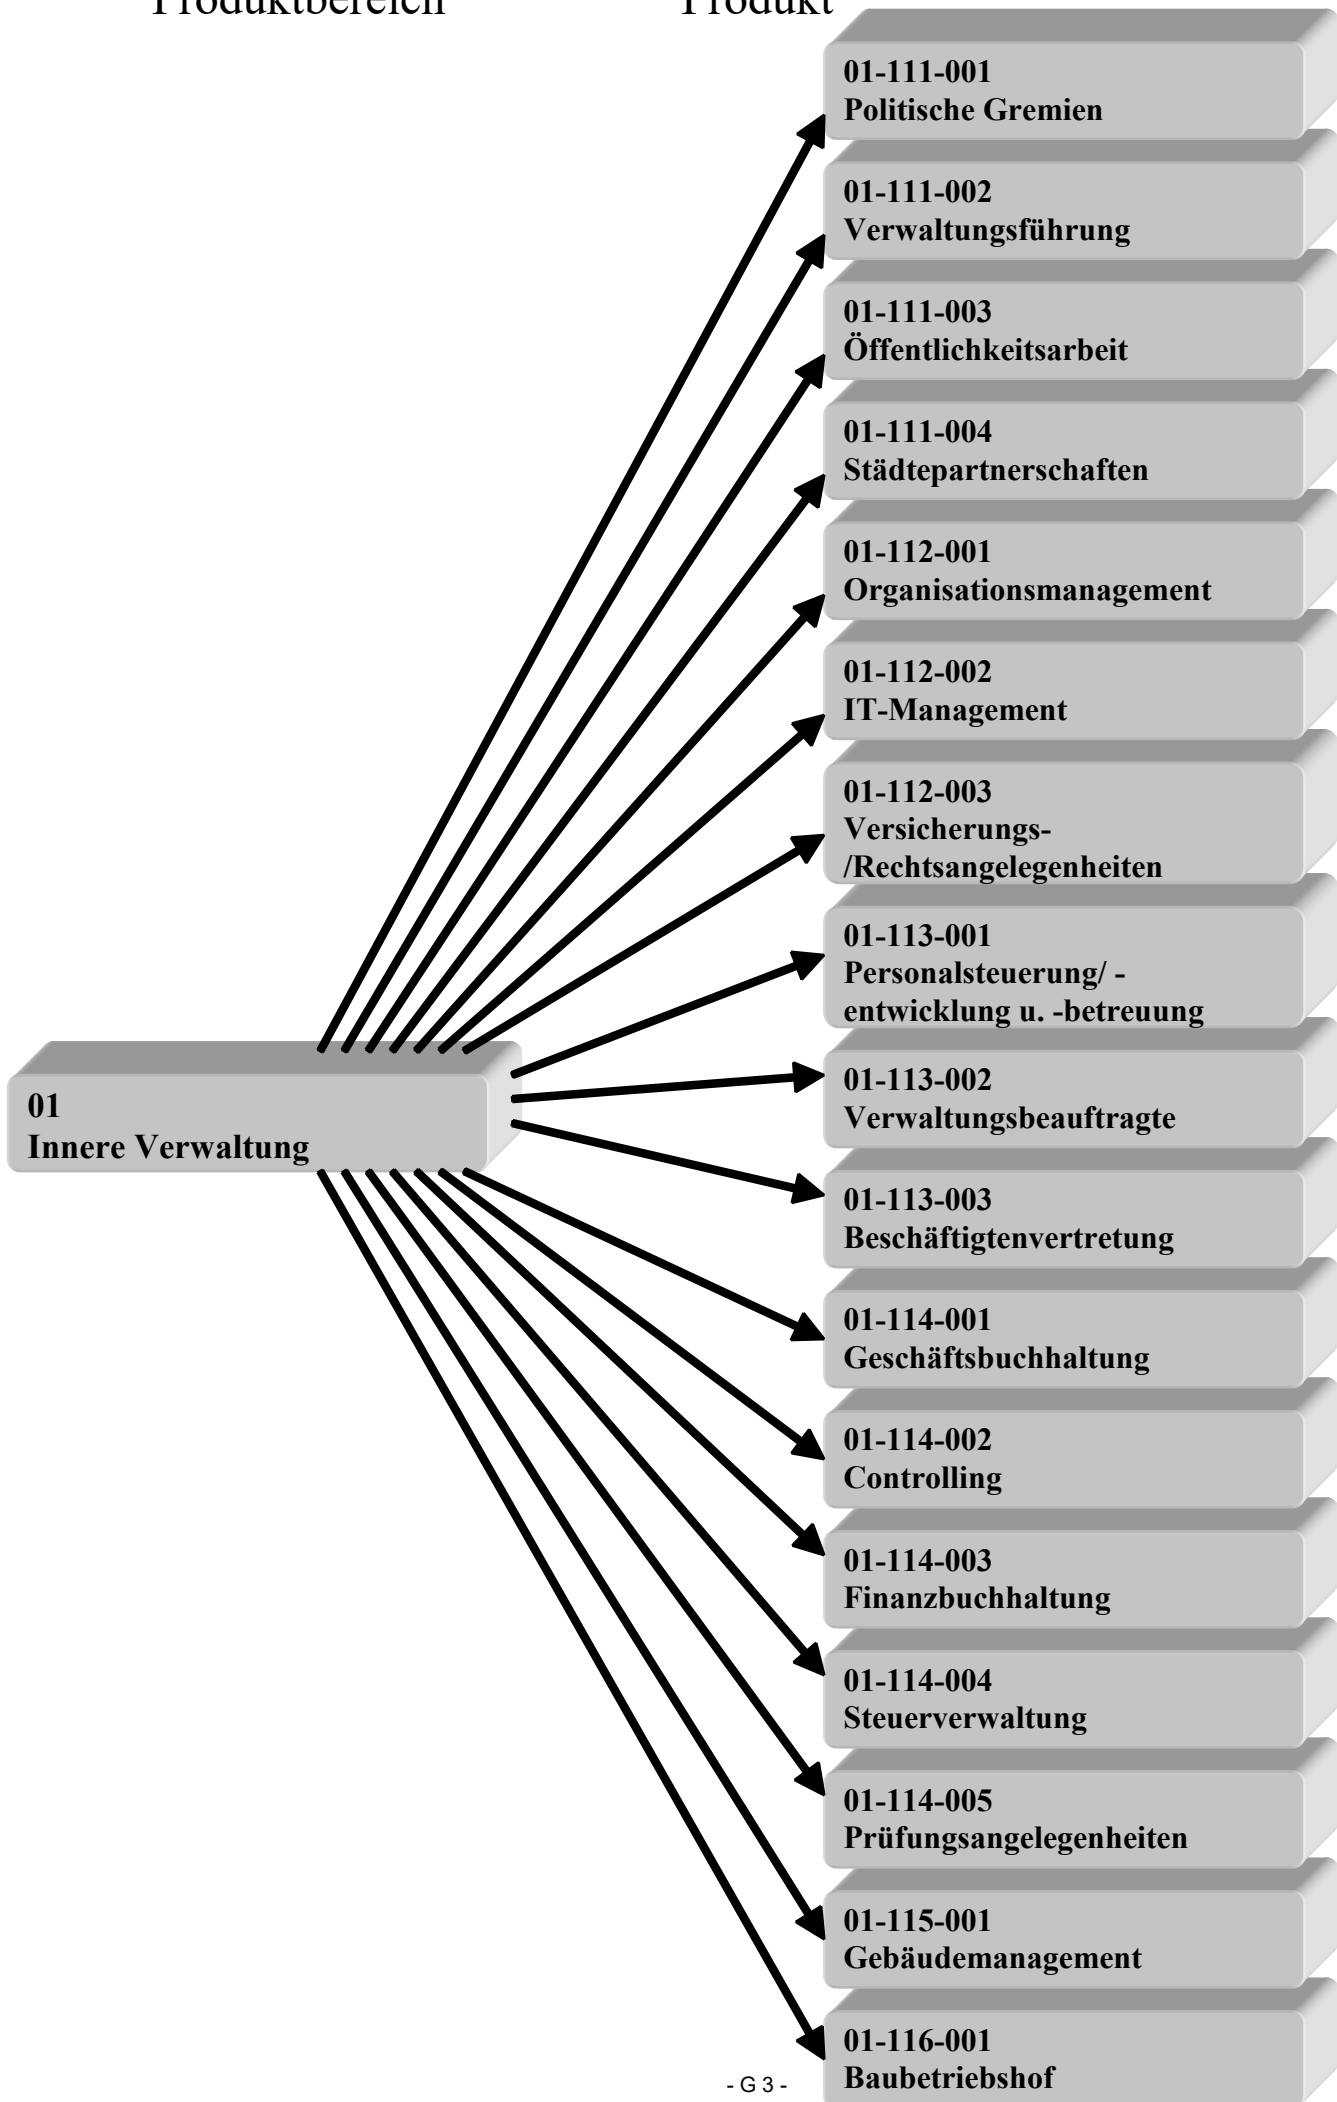 Produktbereich
Produkt
01-111-001
Politische Gremien
01-111-002
Verwaltungsführung
01-111-003
Öffentlichkeitsarbeit
01-111-004
Städtepartnerschaften
01-112-001
Organisationsmanagement
01-112-002
IT-Management
01-112-003
Versicherungs-
/Rechtsangelegenheiten
01-113-001
Personalsteuerung/ -
entwicklung u. -betreuung
01
Innere Verwaltung
01-113-002
Verwaltungsbeauftragte
01-113-003
Beschäftigtenvertretung
01-114-001
Geschäftsbuchhaltung
01-114-002
Controlling
01-114-003
Finanzbuchhaltung
01-114-004
Steuerverwaltung
01-114-005
Prüfungsangelegenheiten
01-115-001
Gebäudemanagement
01-116-001
Baubetriebshof
- G 3 -